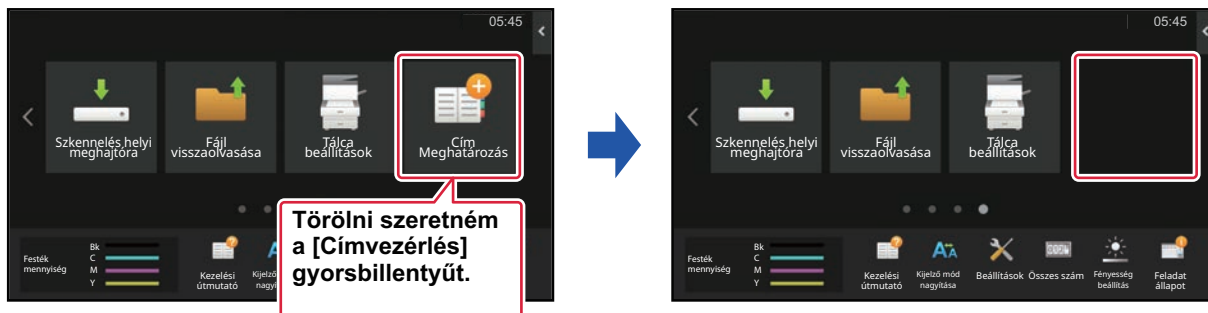 05:45
Szkennelés helyi
meghajtóra
Fájl
visszaolvasása
Tálca
beállítások
Cím
Meghatározás
Törölni szeretném
a [Címvezérlés]
gyorsbillentyűt.
Festék
mennyiség
Bk
C
M
Y
Kezelési
útmutató
05:45
Szkennelés helyi
meghajtóra
Fájl
visszaolvasása
Tálca
beállítások
Festék
mennyiség
Bk
C
M
Y
Kezelési
útmutató
Kijelző mód
nagyítása
Beállítások
Összes szám
Fényesség
beállítás
Feladat
állapot